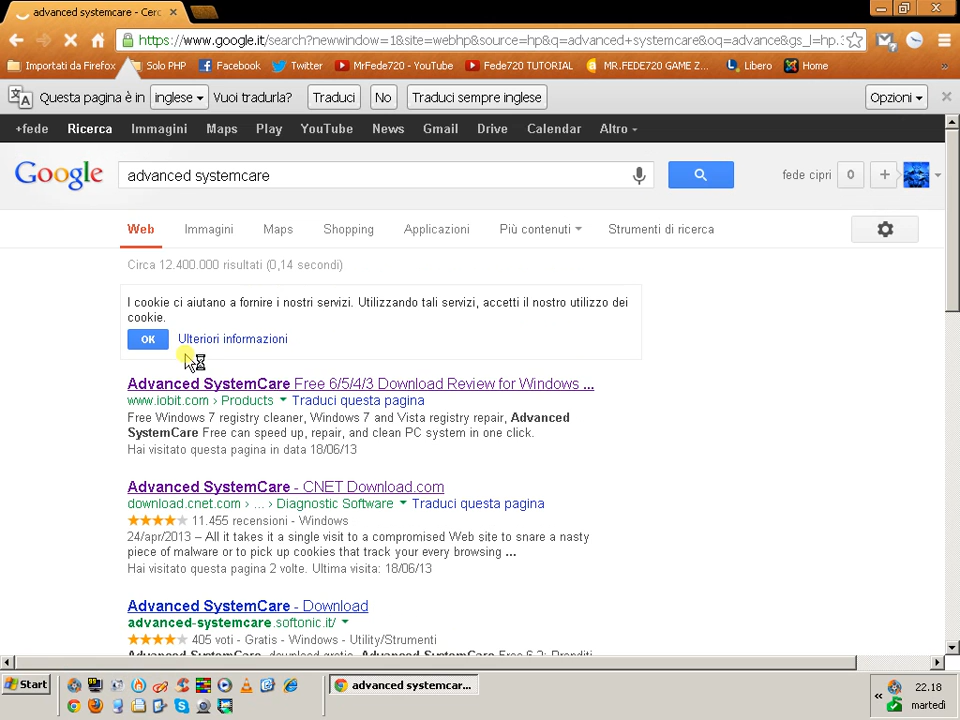 advanced systemcare - Cerc
https://www.google.it/search?newwindow=1&site=webhp&source=hp&q=advanced+systemcare&oq=advance&gs_l=hp.
Importati da Firefox Solo PHP Facebook Twitter MrFede720 - YouTube Fede720 TUTORIAL MR.FEDE720 GAME Z... Libero Home »
Questa pagina è in inglese Vuoi tradurla? Traduci No Traduci sempre inglese Opzioni
+fede Ricerca Immagini Maps Play YouTube News Gmail Drive Calendar Altro
Google advanced systemcare fede cipri 0 +
Web Immagini Maps Shopping Applicazioni Più contenuti Strumenti di ricerca
Circa 12.400.000 risultati (0,14 secondi)
I cookie ci aiutano a fornire i nostri servizi. Utilizzando tali servizi, accetti il nostro utilizzo dei
cookie.
OK Ulteriori informazioni
Advanced SystemCare Free 6/5/4/3 Download Review for Windows ...
www.iobit.com › Products Traduci questa pagina
Free Windows 7 registry cleaner, Windows 7 and Vista registry repair, Advanced
SystemCare Free can speed up, repair, and clean PC system in one click.
Hai visitato questa pagina in data 18/06/13
Advanced SystemCare - CNET Download.com
download.cnet.com › ... › Diagnostic Software Traduci questa pagina
11.455 recensioni - Windows
24/apr/2013 – All it takes it a single visit to a compromised Web site to snare a nasty
piece of malware or to pick up cookies that track your every browsing ...
Hai visitato questa pagina 2 volte. Ultima visita: 18/06/13
Advanced SystemCare - Download
advanced-systemcare.softonic.it/
405 voti - Gratis - Windows - Utility/Strumenti
Advanced SystemCare, download gratis. Advanced SystemCare Free 6.2: Prenditi
Start advanced systemcar... « 22.18
martedì